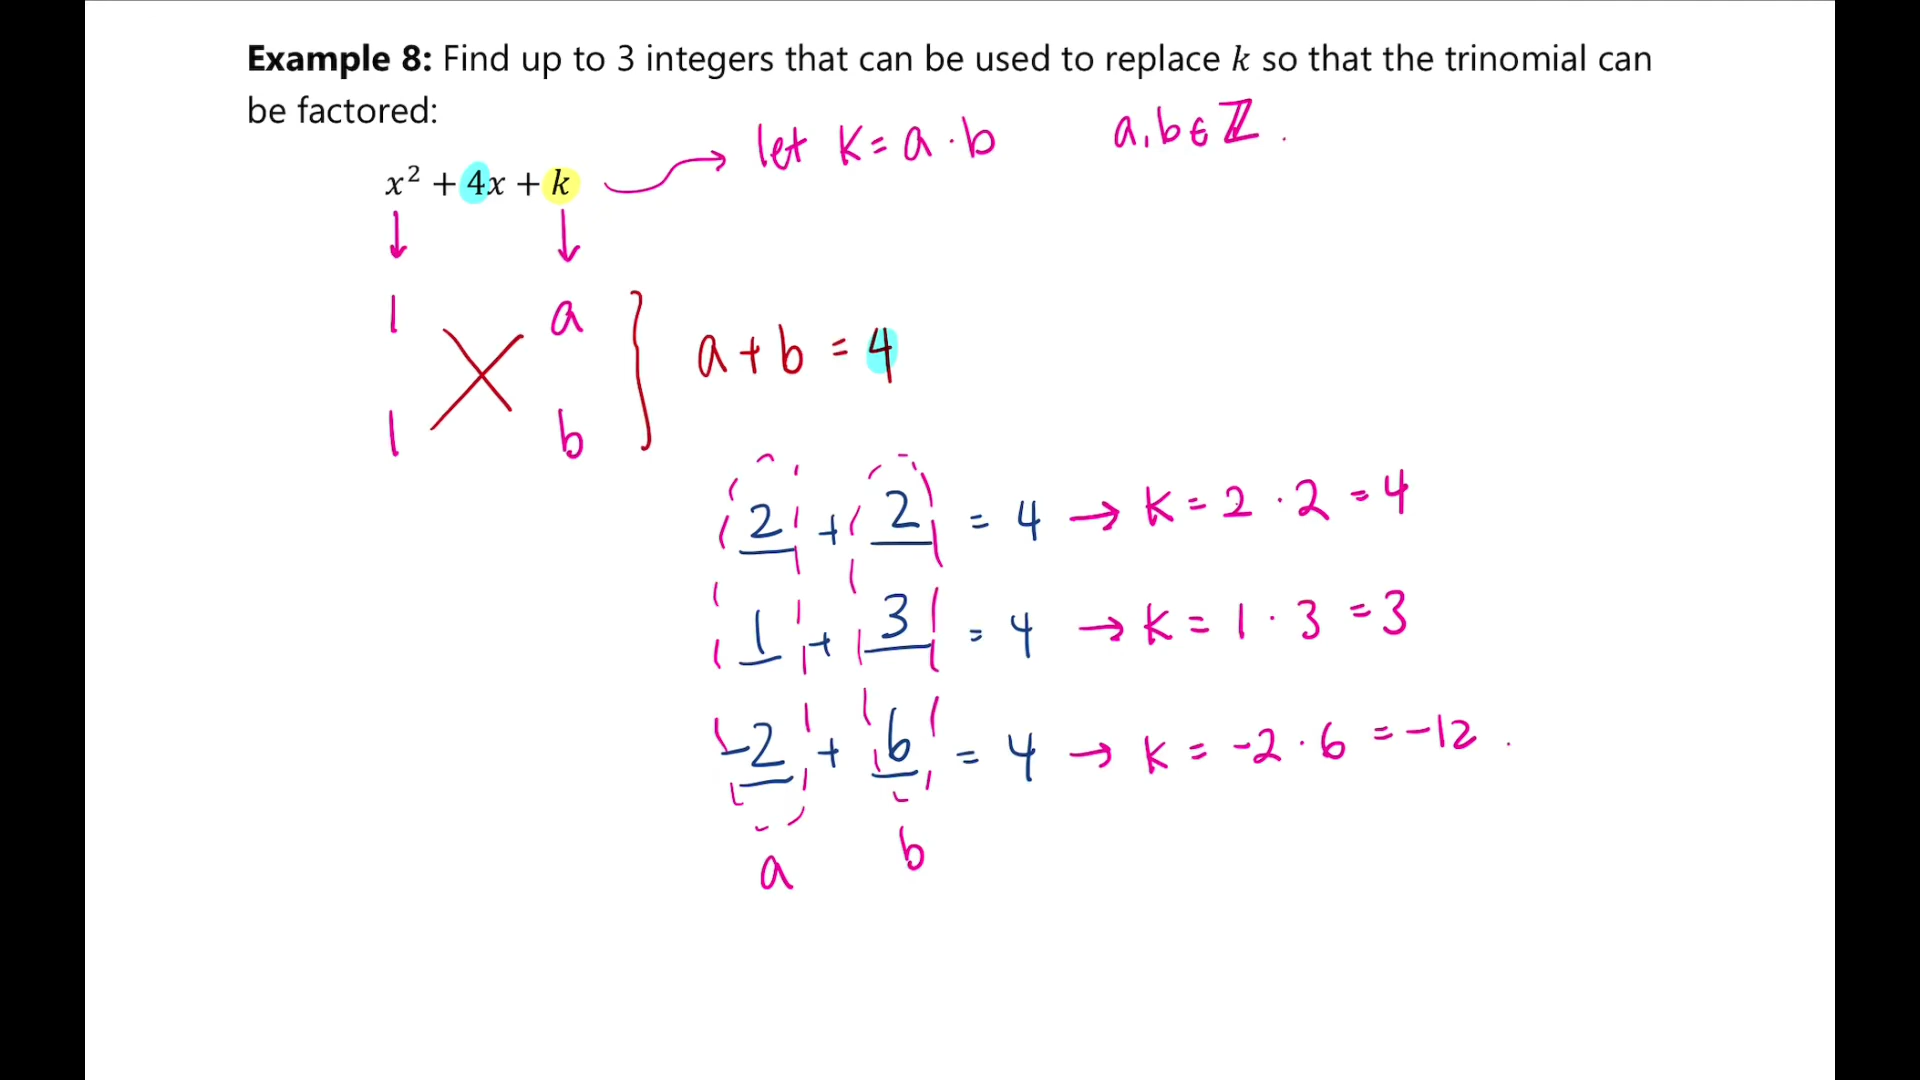 Example 8: Find up to 3 integers that can be used to replace k so that the trinomial can
be factored:
let k = a · b    a, b ∈ ℤ.
x² + 4x + k
1 a
a + b = 4
1 b
2 + 2 = 4 → k = 2 · 2 = 4
1 + 3 = 4 → k = 1 · 3 = 3
-2 + 6 = 4 → k = -2 · 6 = -12
a b